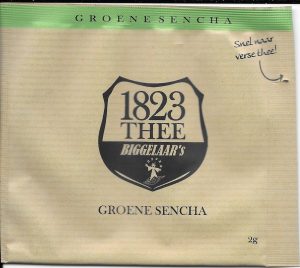 GROENE SENCHA
Snel naar
verse thee!
1823
THEE
BIGGELAAR's
GROENE SENCHA
2g